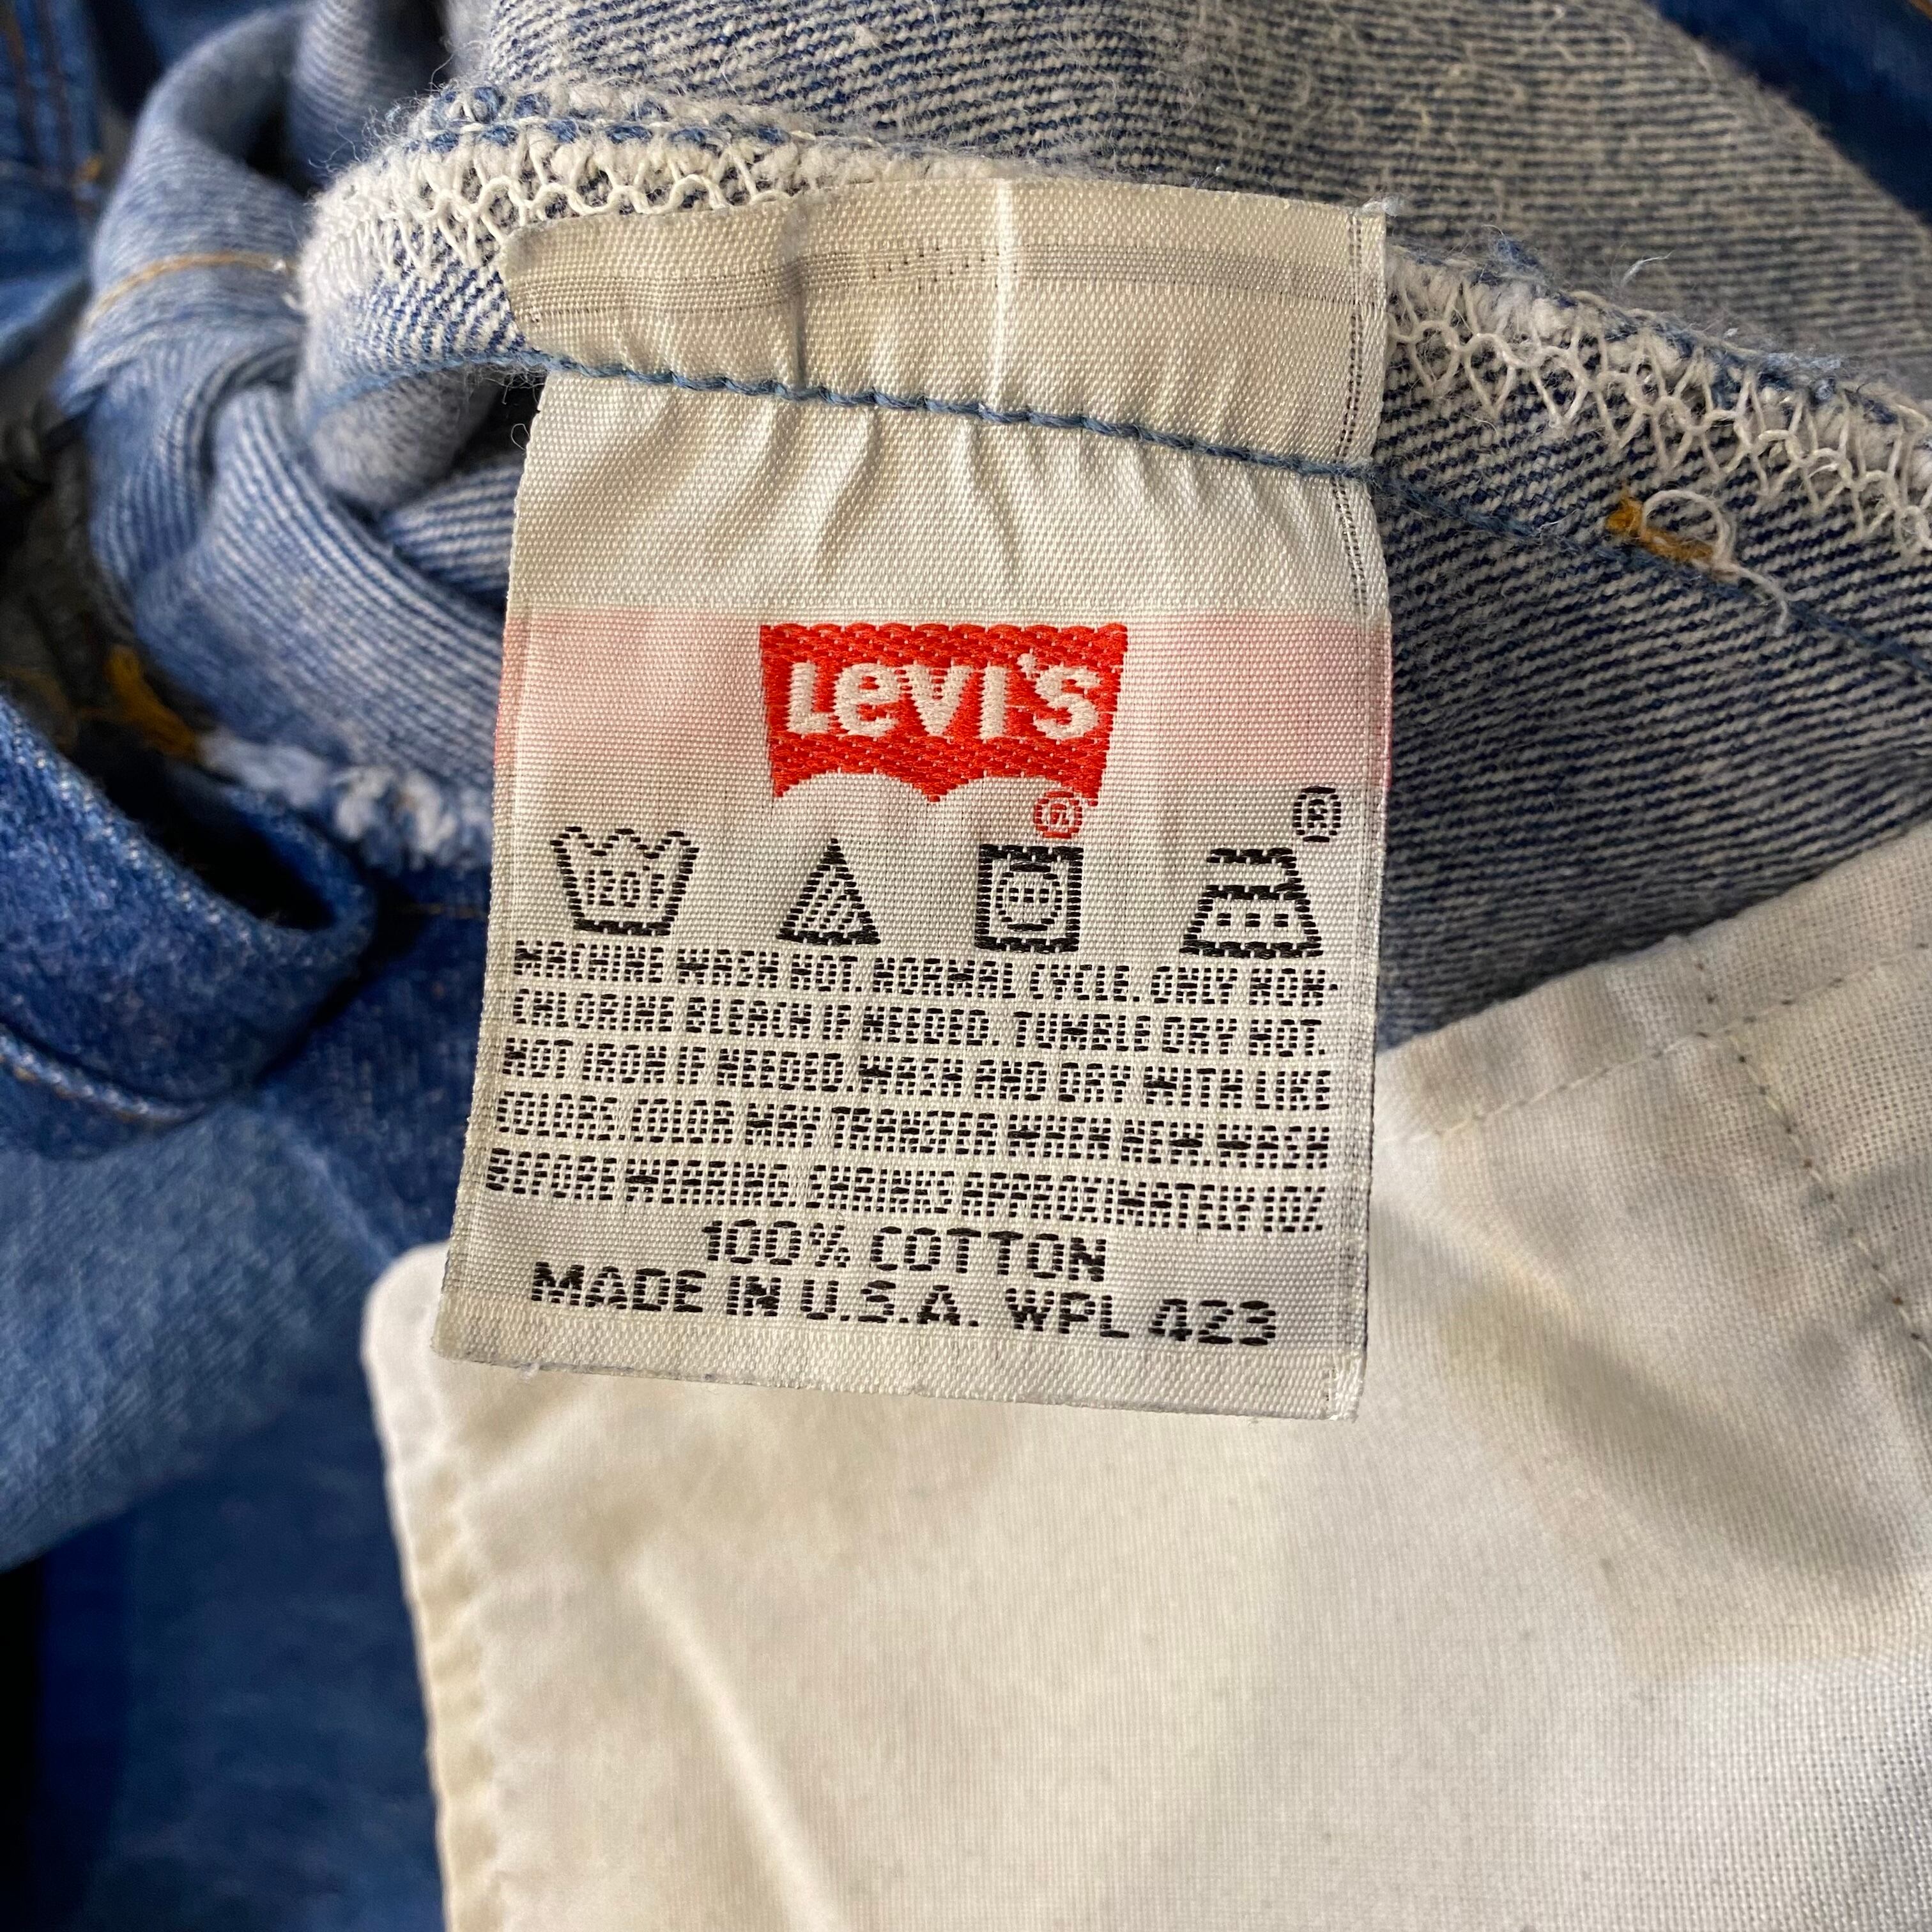 LEVI'S
®
®
120F
MACHINE WASH HOT. NORMAL CYCLE. ONLY NON-
CHLORINE BLEACH IF NEEDED. TUMBLE DRY HOT.
HOT IRON IF NEEDED. WASH AND DRY WITH LIKE
COLORS. COLOR MAY TRANSFER WHEN NEW. WASH
BEFORE WEARING. SHRINKS APPROXIMATELY 10%
100% COTTON
MADE IN U.S.A. WPL 423